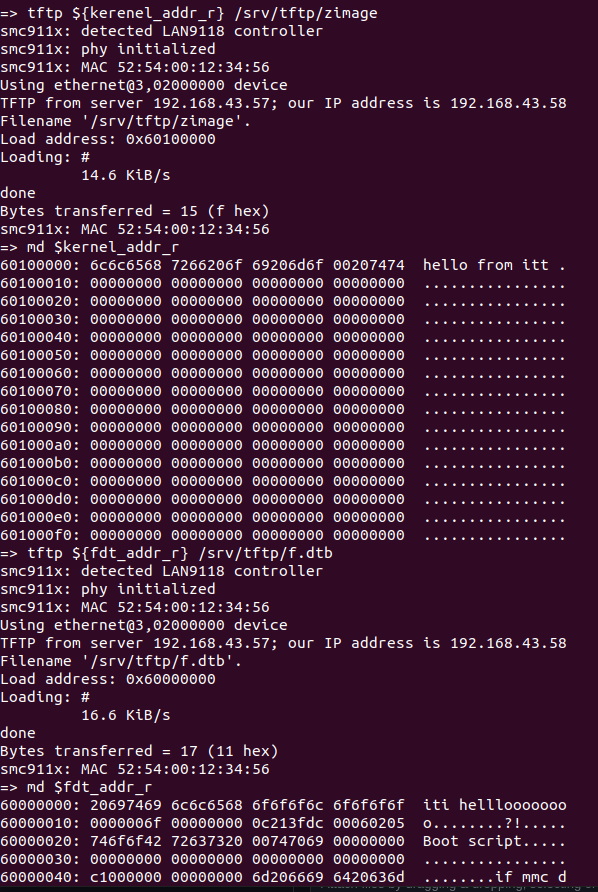 => tftp ${kerenel_addr_r} /srv/tftp/zimage
smc911x: detected LAN9118 controller
smc911x: phy initialized
smc911x: MAC 52:54:00:12:34:56
Using ethernet@3,02000000 device
TFTP from server 192.168.43.57; our IP address is 192.168.43.58
Filename '/srv/tftp/zimage'.
Load address: 0x60100000
Loading: #
14.6 KiB/s
done
Bytes transferred = 15 (f hex)
smc911x: MAC 52:54:00:12:34:56
=> md $kernel_addr_r
60100000: 6c6c6568 7266206f 69206d6f 00207474 hello from itt .
60100010: 00000000 00000000 00000000 00000000 ................
60100020: 00000000 00000000 00000000 00000000 ................
60100030: 00000000 00000000 00000000 00000000 ................
60100040: 00000000 00000000 00000000 00000000 ................
60100050: 00000000 00000000 00000000 00000000 ................
60100060: 00000000 00000000 00000000 00000000 ................
60100070: 00000000 00000000 00000000 00000000 ................
60100080: 00000000 00000000 00000000 00000000 ................
60100090: 00000000 00000000 00000000 00000000 ................
601000a0: 00000000 00000000 00000000 00000000 ................
601000b0: 00000000 00000000 00000000 00000000 ................
601000c0: 00000000 00000000 00000000 00000000 ................
601000d0: 00000000 00000000 00000000 00000000 ................
601000e0: 00000000 00000000 00000000 00000000 ................
601000f0: 00000000 00000000 00000000 00000000 ................
=> tftp ${fdt_addr_r} /srv/tftp/f.dtb
smc911x: detected LAN9118 controller
smc911x: phy initialized
smc911x: MAC 52:54:00:12:34:56
Using ethernet@3,02000000 device
TFTP from server 192.168.43.57; our IP address is 192.168.43.58
Filename '/srv/tftp/f.dtb'.
Load address: 0x60000000
Loading: #
16.6 KiB/s
done
Bytes transferred = 17 (11 hex)
smc911x: MAC 52:54:00:12:34:56
=> md $fdt_addr_r
60000000: 20697469 6c6c6568 6f6f6f6c 6f6f6f6f iti hellloooooooo
60000010: 0000006f 00000000 0c213fdc 00060205 o........?!.....
60000020: 746f6f42 72637320 00747069 00000000 Boot script.....
60000030: 00000000 00000000 00000000 00000000 ................
60000040: c1000000 00000000 6d206669 6420636d ........if mmc d